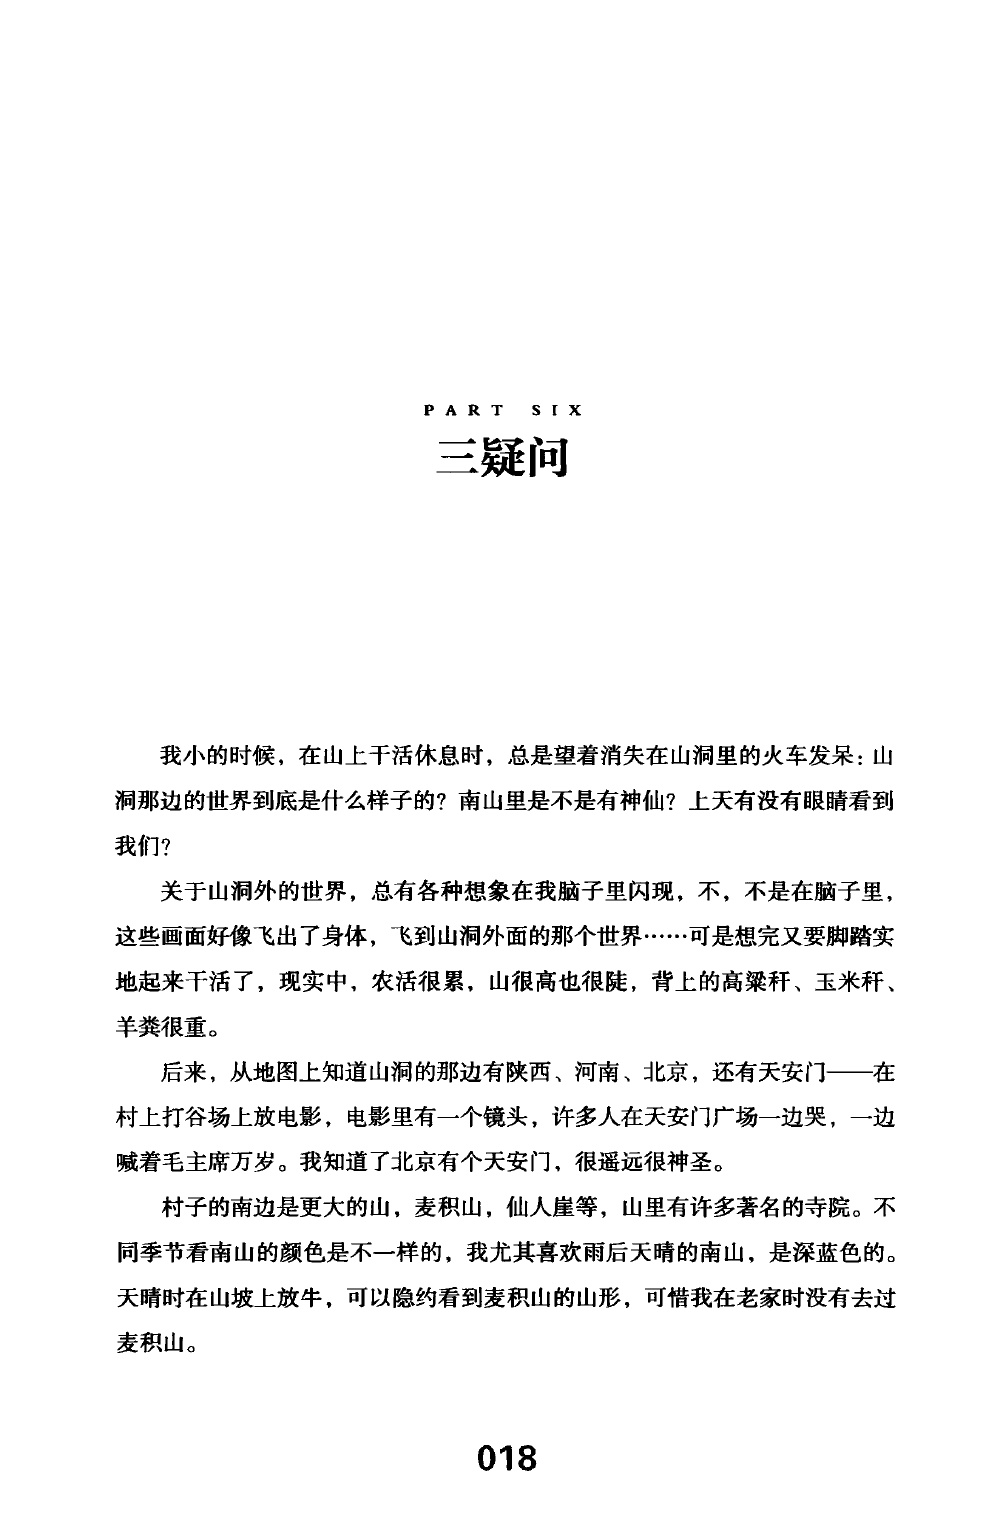 PART SIX
三疑问
我小的时候，在山上干活休息时，总是望着消失在山洞里的火车发呆：山
洞那边的世界到底是什么样子的？南山里是不是有神仙？上天有没有眼睛看到
我们？
关于山洞外的世界，总有各种想象在我脑子里闪现，不，不是在脑子里，
这些画面好像飞出了身体，飞到山洞外面的那个世界……可是想完又要脚踏实
地起来干活了，现实中，农活很累，山很高也很陡，背上的高粱秆、玉米秆、
羊粪很重。
后来，从地图上知道山洞的那边有陕西、河南、北京，还有天安门——在
村上打谷场上放电影，电影里有一个镜头，许多人在天安门广场一边哭，一边
喊着毛主席万岁。我知道了北京有个天安门，很遥远很神圣。
村子的南边是更大的山，麦积山，仙人崖等，山里有许多著名的寺院。不
同季节看南山的颜色是不一样的，我尤其喜欢雨后天晴的南山，是深蓝色的。
天晴时在山坡上放牛，可以隐约看到麦积山的山形，可惜我在老家时没有去过
麦积山。
018